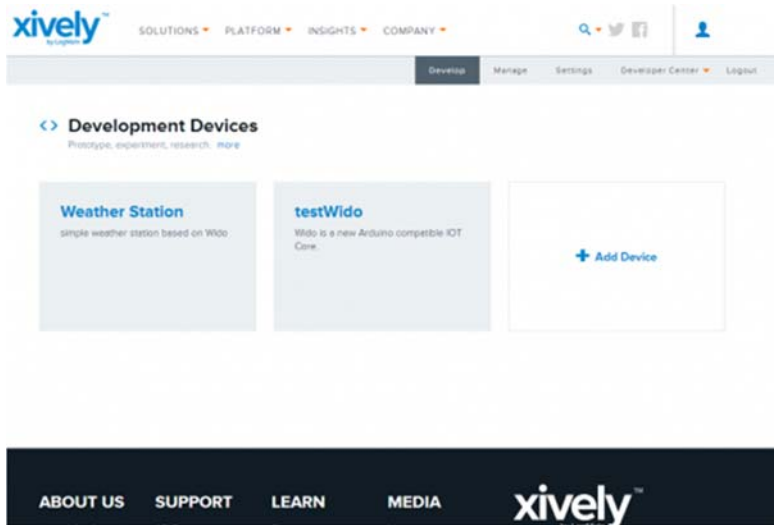 xively™
by LogMeIn
SOLUTIONS PLATFORM INSIGHTS COMPANY
Develop Manage Settings Developer Center Logout
<> Development Devices
Prototype, experiment, research. more
Weather Station
simple weather station based on Wido
testWido
Wido is a new Arduino compatible IOT
Core.
+ Add Device
ABOUT US SUPPORT LEARN MEDIA
xively™